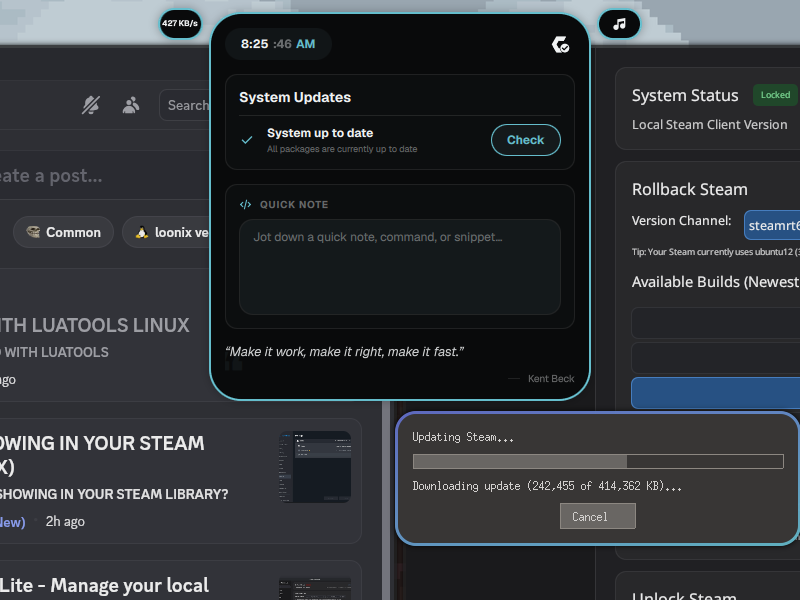 427 KB/s
8:25 :46 AM
System Updates
System up to date
All packages are currently up to date
Check
</> QUICK NOTE
Jot down a quick note, command, or snippet...
“Make it work, make it right, make it fast.”
— Kent Beck
Search
eate a post...
Common
loonix ve
ITH LUATOOLS LINUX
WITH LUATOOLS
ago
OWING IN YOUR STEAM
X)
SHOWING IN YOUR STEAM LIBRARY?
New)
2h ago
Lite - Manage your local
System Status
Locked
Local Steam Client Version
Rollback Steam
Version Channel:
steamrt6
Tip: Your Steam currently uses ubuntu12 (3
Available Builds (Newest
Updating Steam...
Downloading update (242,455 of 414,362 KB)...
Cancel
Unlock Steam